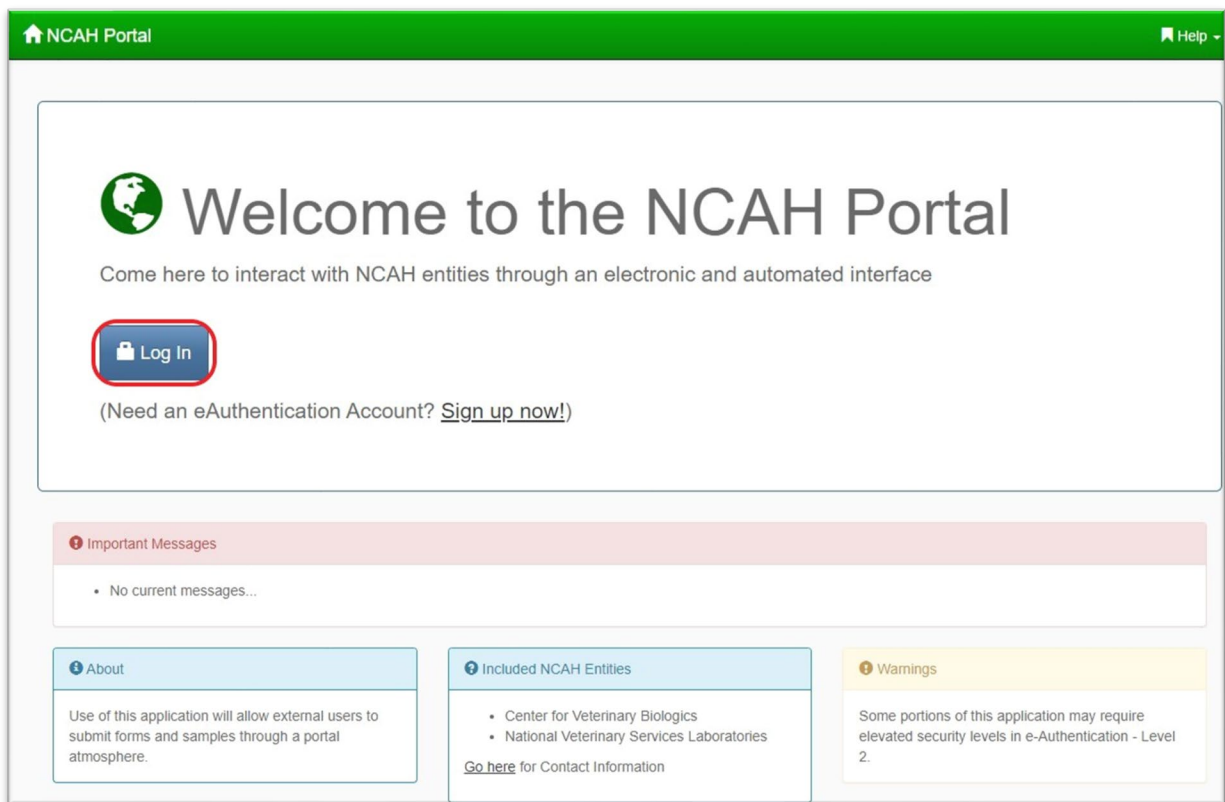 NCAH Portal
Help
Welcome to the NCAH Portal
Come here to interact with NCAH entities through an electronic and automated interface
Log In
(Need an eAuthentication Account? Sign up now!)
Important Messages
• No current messages...
About
Use of this application will allow external users to
submit forms and samples through a portal
atmosphere.
Included NCAH Entities
• Center for Veterinary Biologics
• National Veterinary Services Laboratories
Go here for Contact Information
Warnings
Some portions of this application may require
elevated security levels in e-Authentication - Level
2.